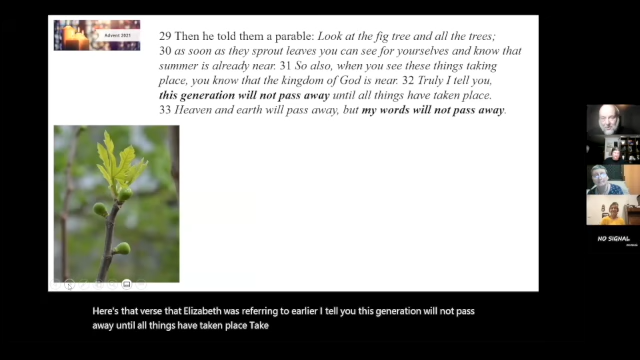 Advent 2021
29 Then he told them a parable: Look at the fig tree and all the trees;
30 as soon as they sprout leaves you can see for yourselves and know that
summer is already near. 31 So also, when you see these things taking
place, you know that the kingdom of God is near. 32 Truly I tell you,
this generation will not pass away until all things have taken place.
33 Heaven and earth will pass away, but my words will not pass away.
NO SIGNAL
Here's that verse that Elizabeth was referring to earlier I tell you this generation will not pass
away until all things have taken place Take